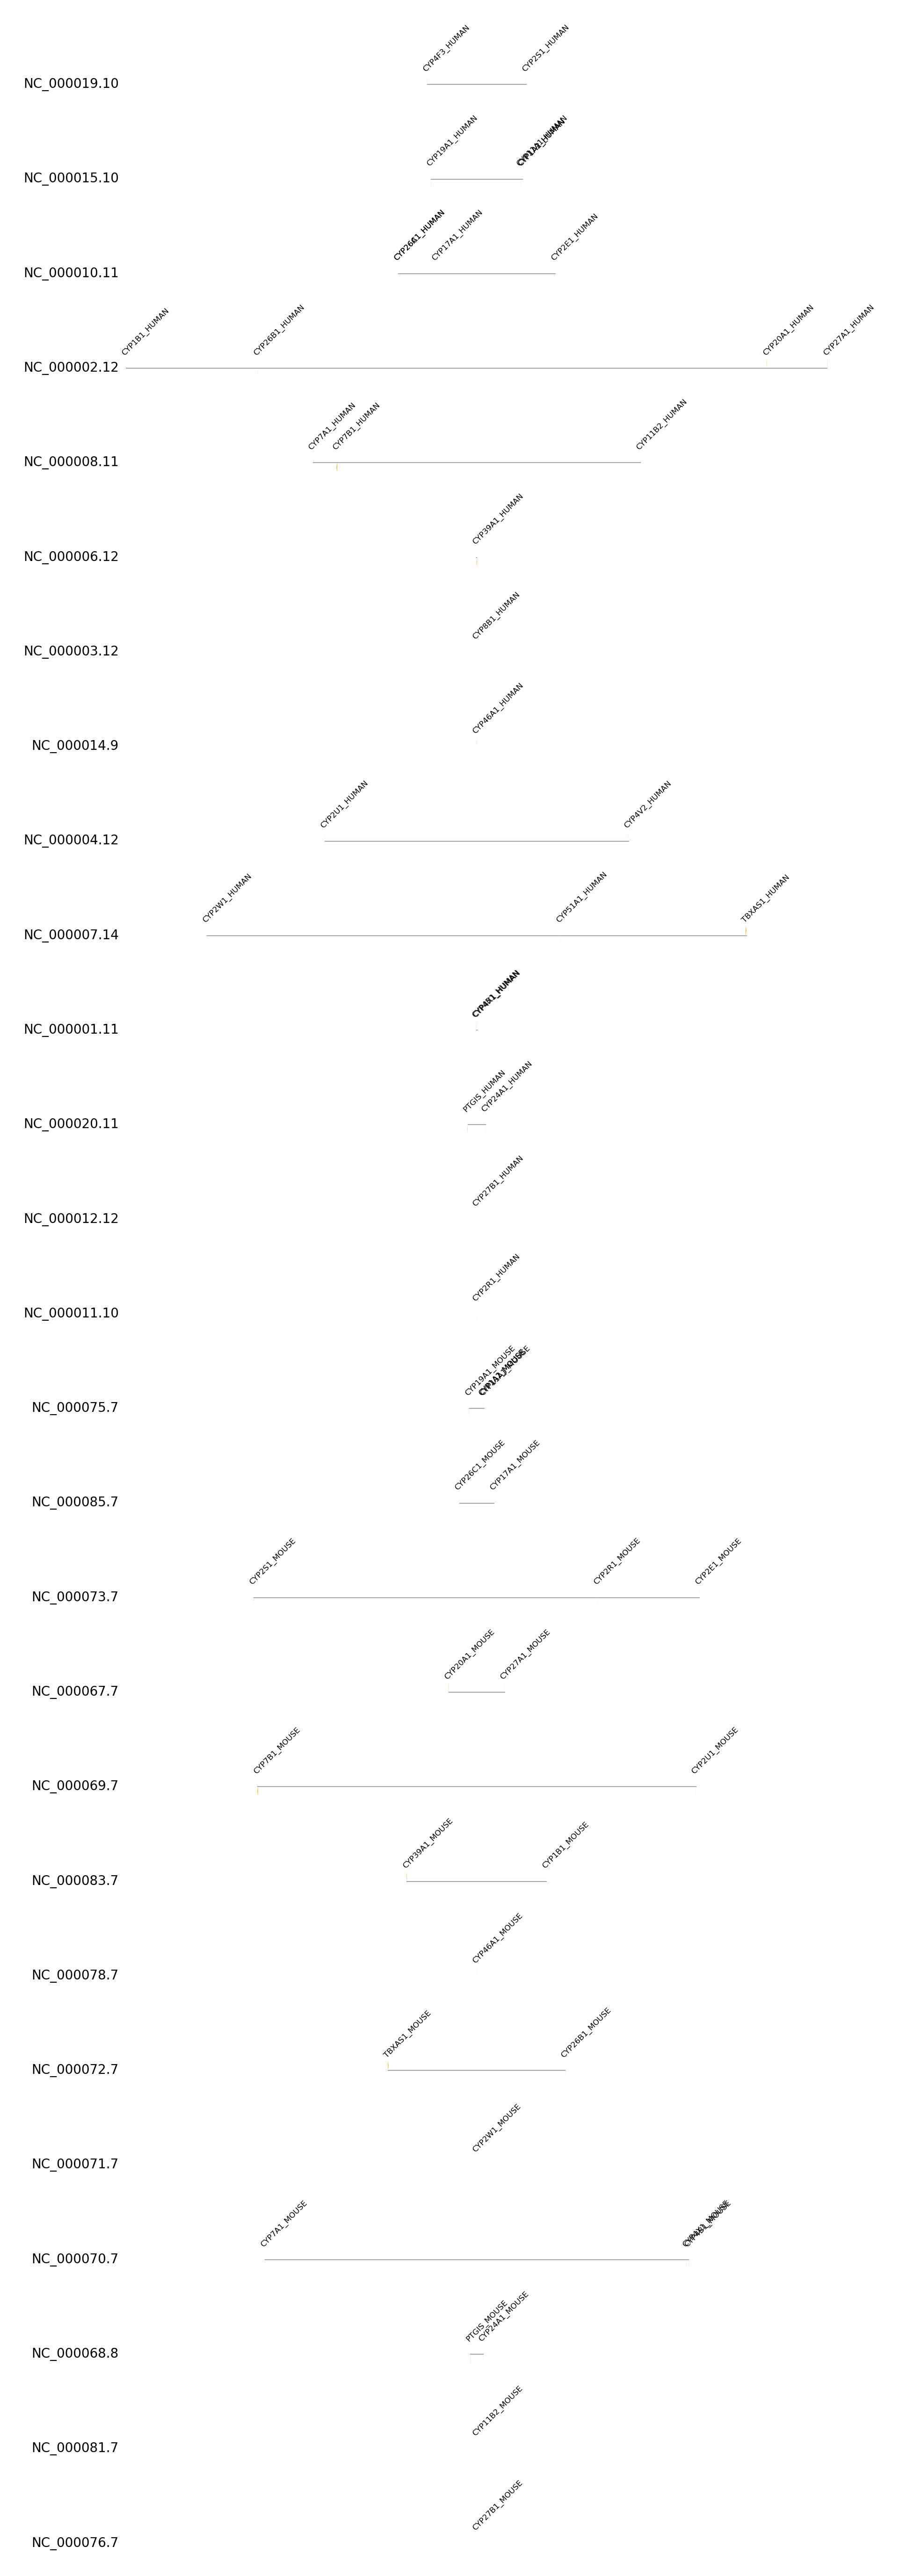 CYP4F3_HUMAN CYP2S1_HUMAN
NC_000019.10
CYP19A1_HUMAN
NC_000015.10
CYP17A1_HUMAN CYP2E1_HUMAN
NC_000010.11
CYP1B1_HUMAN CYP26B1_HUMAN CYP20A1_HUMAN CYP27A1_HUMAN
NC_000002.12
CYP7A1_HUMAN CYP7B1_HUMAN CYP11B2_HUMAN
NC_000008.11
CYP39A1_HUMAN
NC_000006.12
CYP8B1_HUMAN
NC_000003.12
CYP46A1_HUMAN
NC_000014.9
CYP2U1_HUMAN CYP4V2_HUMAN
NC_000004.12
CYP2W1_HUMAN CYP51A1_HUMAN TBXAS1_HUMAN
NC_000007.14
NC_000001.11
PTGIS_HUMAN CYP24A1_HUMAN
NC_000020.11
CYP27B1_HUMAN
NC_000012.12
CYP2R1_HUMAN
NC_000011.10
CYP19A1_MOUSE
NC_000075.7
CYP26C1_MOUSE CYP17A1_MOUSE
NC_000085.7
CYP2S1_MOUSE CYP2R1_MOUSE CYP2E1_MOUSE
NC_000073.7
CYP20A1_MOUSE CYP27A1_MOUSE
NC_000067.7
CYP7B1_MOUSE CYP2U1_MOUSE
NC_000069.7
CYP39A1_MOUSE CYP1B1_MOUSE
NC_000083.7
CYP46A1_MOUSE
NC_000078.7
TBXAS1_MOUSE CYP26B1_MOUSE
NC_000072.7
CYP2W1_MOUSE
NC_000071.7
CYP7A1_MOUSE
NC_000070.7
PTGIS_MOUSE CYP24A1_MOUSE
NC_000068.8
CYP11B2_MOUSE
NC_000081.7
CYP27B1_MOUSE
NC_000076.7